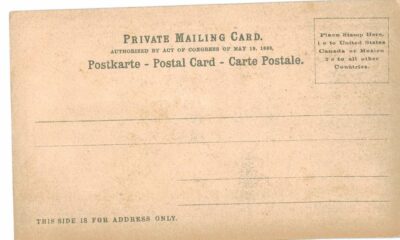 PRIVATE MAILING CARD.
AUTHORIZED BY ACT OF CONGRESS OF MAY 19, 1898,
Postkarte - Postal Card - Carte Postale.
Place Stamp Here,
1 c to United States
Canada or Mexico
2 c to all other
Countries.
THIS SIDE IS FOR ADDRESS ONLY.